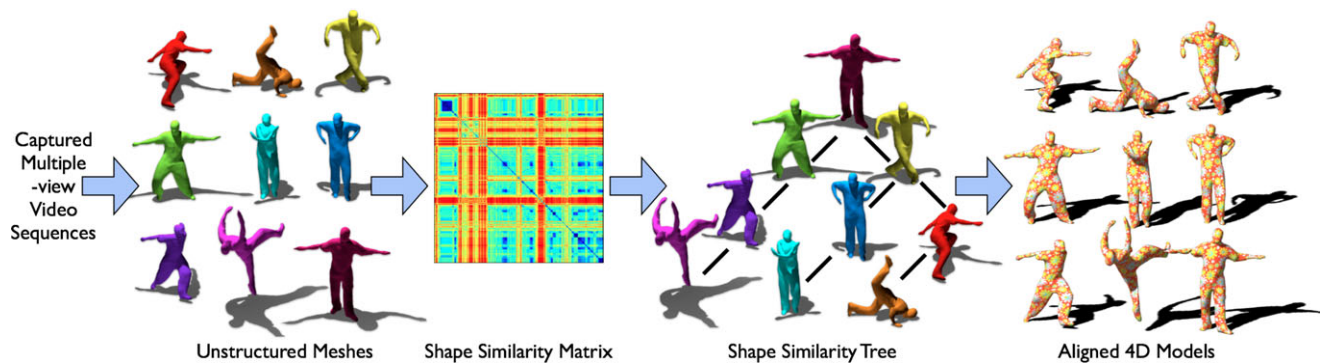 Captured
Multiple
-view
Video
Sequences
Unstructured Meshes
Shape Similarity Matrix
Shape Similarity Tree
Aligned 4D Models